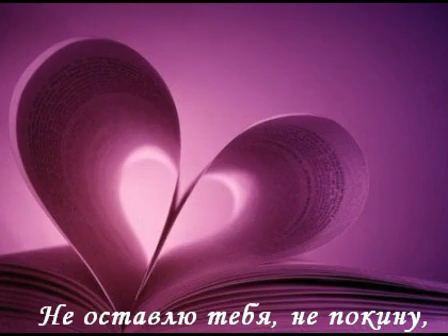 Не оставлю тебя, не покину,